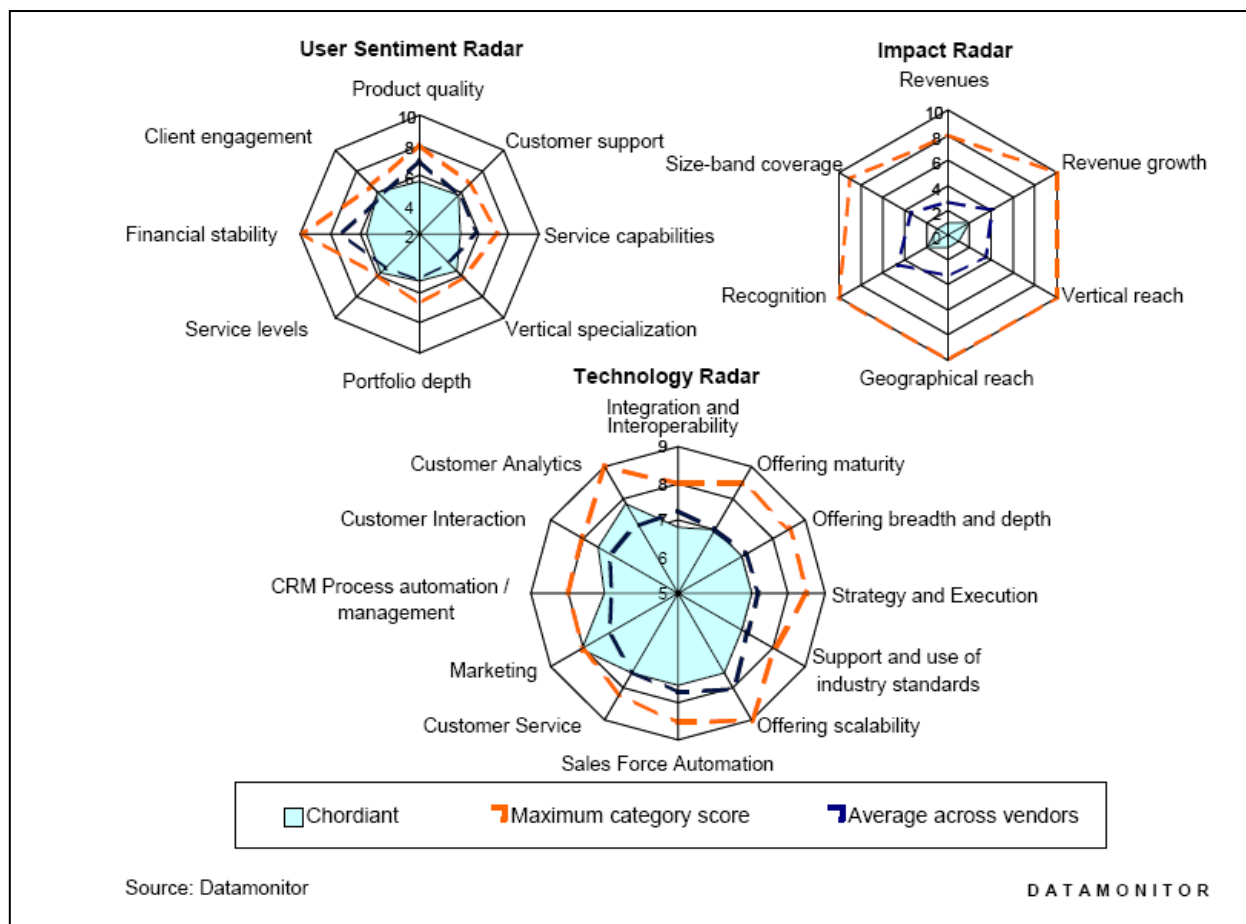 User Sentiment Radar
Product quality
Client engagement
Customer support
Financial stability
Service capabilities
Service levels
Vertical specialization
Portfolio depth
10
8
6
4
2
Impact Radar
Revenues
Size-band coverage
Revenue growth
Recognition
Vertical reach
Geographical reach
10
8
6
4
2
0
Technology Radar
Integration and
Interoperability
Customer Analytics
Offering maturity
Customer Interaction
Offering breadth and depth
CRM Process automation /
management
Strategy and Execution
Marketing
Support and use of
industry standards
Customer Service
Offering scalability
Sales Force Automation
9
8
7
6
5
Chordiant
Maximum category score
Average across vendors
Source: Datamonitor
DATAMONITOR